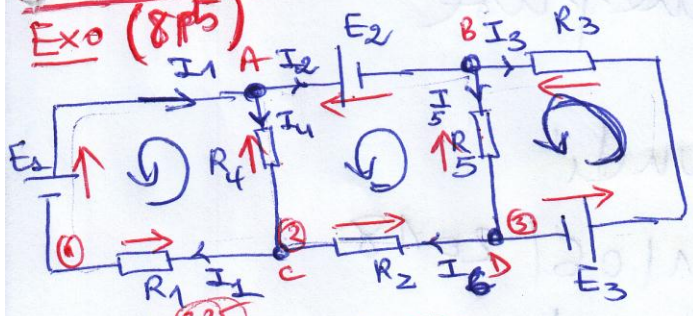 Exo (8pts)
E2 B I3 R3
I1 A I2
I4 I5
E1 R4 R5
① ② ③
R1 I1 C R2 I6 D E3